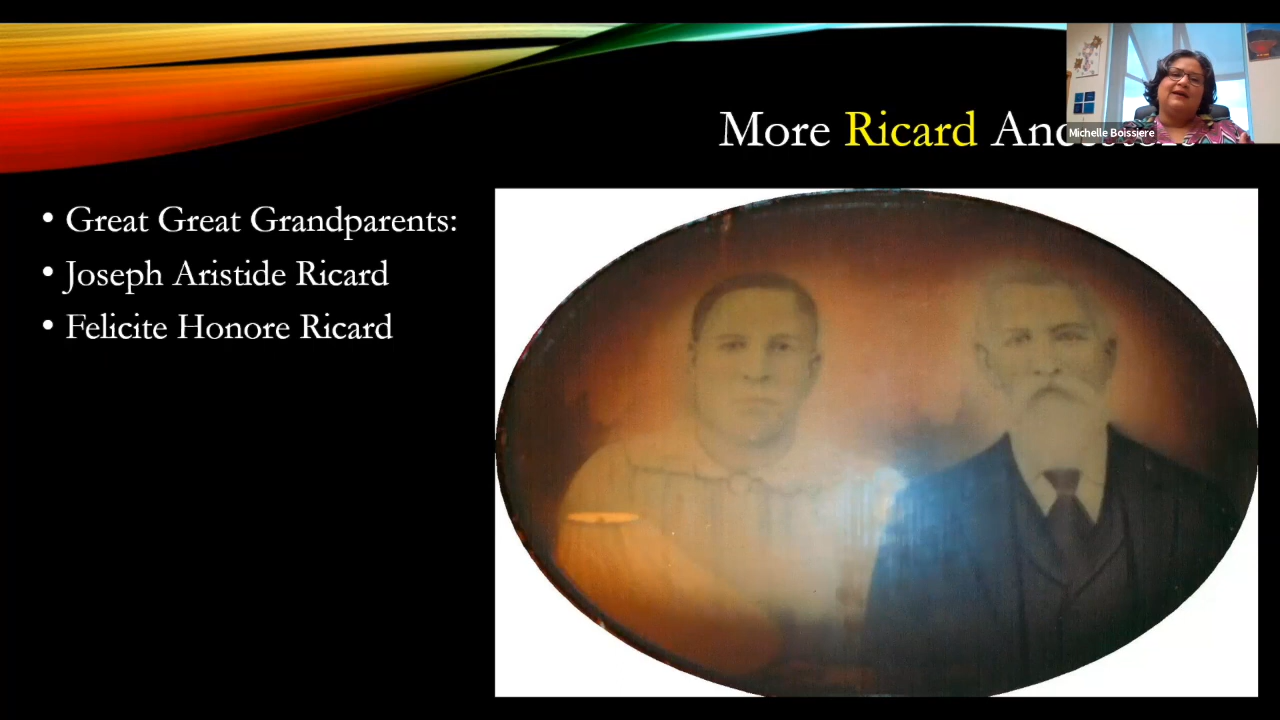 More Ricard
Michelle Boissiere
• Great Great Grandparents:
• Joseph Aristide Ricard
• Felicite Honore Ricard